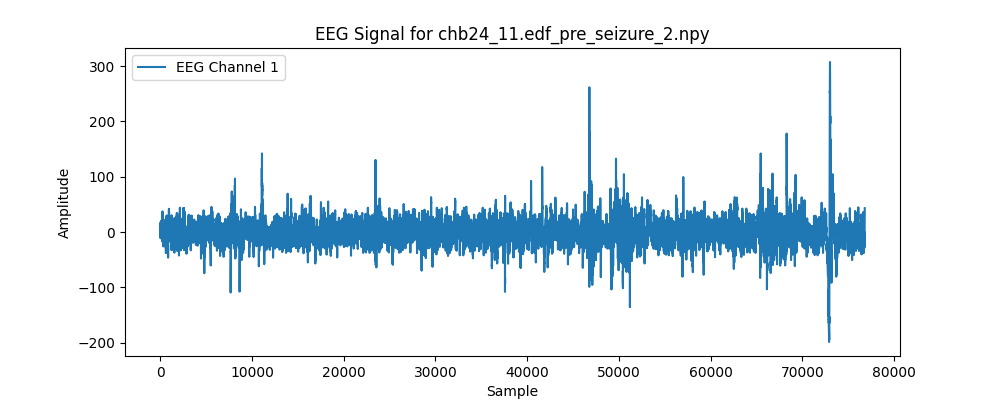 EEG Signal for chb24_11.edf_pre_seizure_2.npy
EEG Channel 1
300
200
100
0
−100
−200
Amplitude
0 10000 20000 30000 40000 50000 60000 70000 80000
Sample